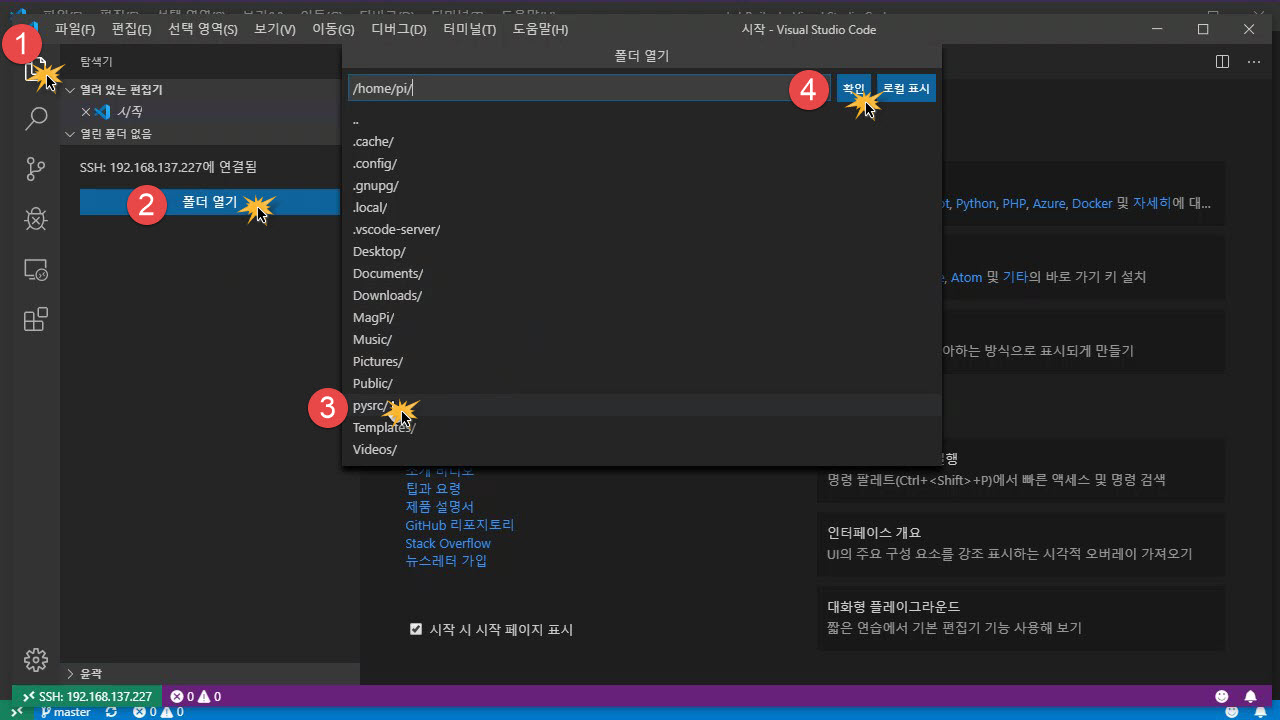 파일(F) 편집(E) 선택 영역(S) 보기(V) 이동(G) 디버그(D) 터미널(T) 도움말(H) 시작 - Visual Studio Code
1
탐색기
열려 있는 편집기
시작
열린 폴더 없음
SSH: 192.168.137.227에 연결됨
2 폴더 열기
폴더 열기
/home/pi/ 4 확인 로컬 표시
..
.cache/
.config/
.gnupg/
.local/
.vscode-server/
Desktop/
Documents/
Downloads/
MagPi/
Music/
Pictures/
Public/
3 pysrc/
Templates/
Videos/
Python, PHP, Azure, Docker 및 자세히에 대...
Atom 및 기타의 바로 가기 키 설치
방식으로 표시되게 만들기
명령 팔레트(Ctrl+<Shift>+P)에서 빠른 액세스 및 명령 검색
팁과 요령
제품 설명서
GitHub 리포지토리
Stack Overflow
뉴스레터 가입
인터페이스 개요
UI의 주요 구성 요소를 강조 표시하는 시각적 오버레이 가져오기
대화형 플레이그라운드
짧은 연습에서 기본 편집기 기능 사용해 보기
시작 시 시작 페이지 표시
윤곽
SSH: 192.168.137.227 0 0
master 0 0